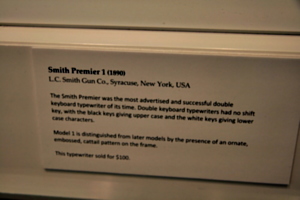 Smith Premier 1 (1890)
L.C. Smith Gun Co., Syracuse, New York, USA
The Smith Premier was the most advertised and successful double
keyboard typewriter of its time. Double keyboard typewriters had no shift
key, with the black keys giving upper case and the white keys giving lower
case characters.
Model 1 is distinguished from later models by the presence of an ornate,
embossed, cattail pattern on the frame.
This typewriter sold for $100.